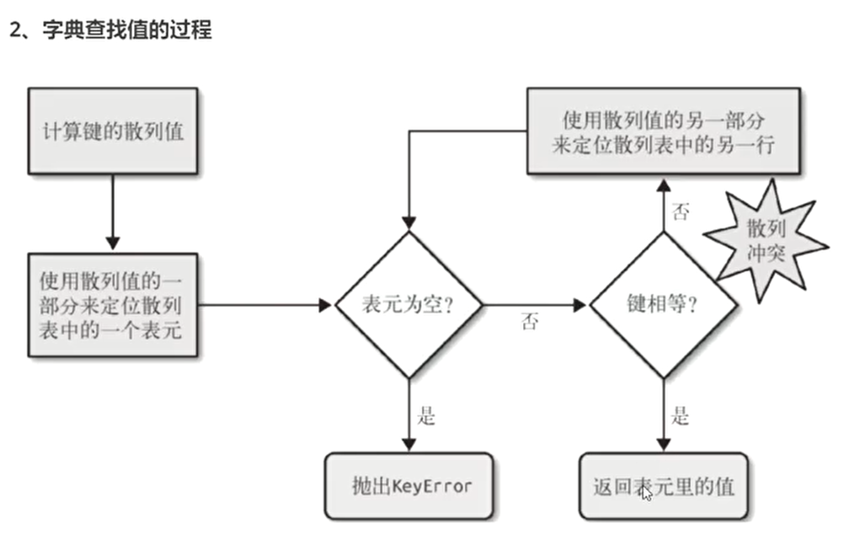 2、字典查找值的过程
计算键的散列值
使用散列值的另一部分
来定位散列表中的另一行
否
散列
冲突
使用散列值的一
部分来定位散列
表中的一个表元
表元为空？
否
键相等？
是
是
抛出KeyError
返回表元里的值